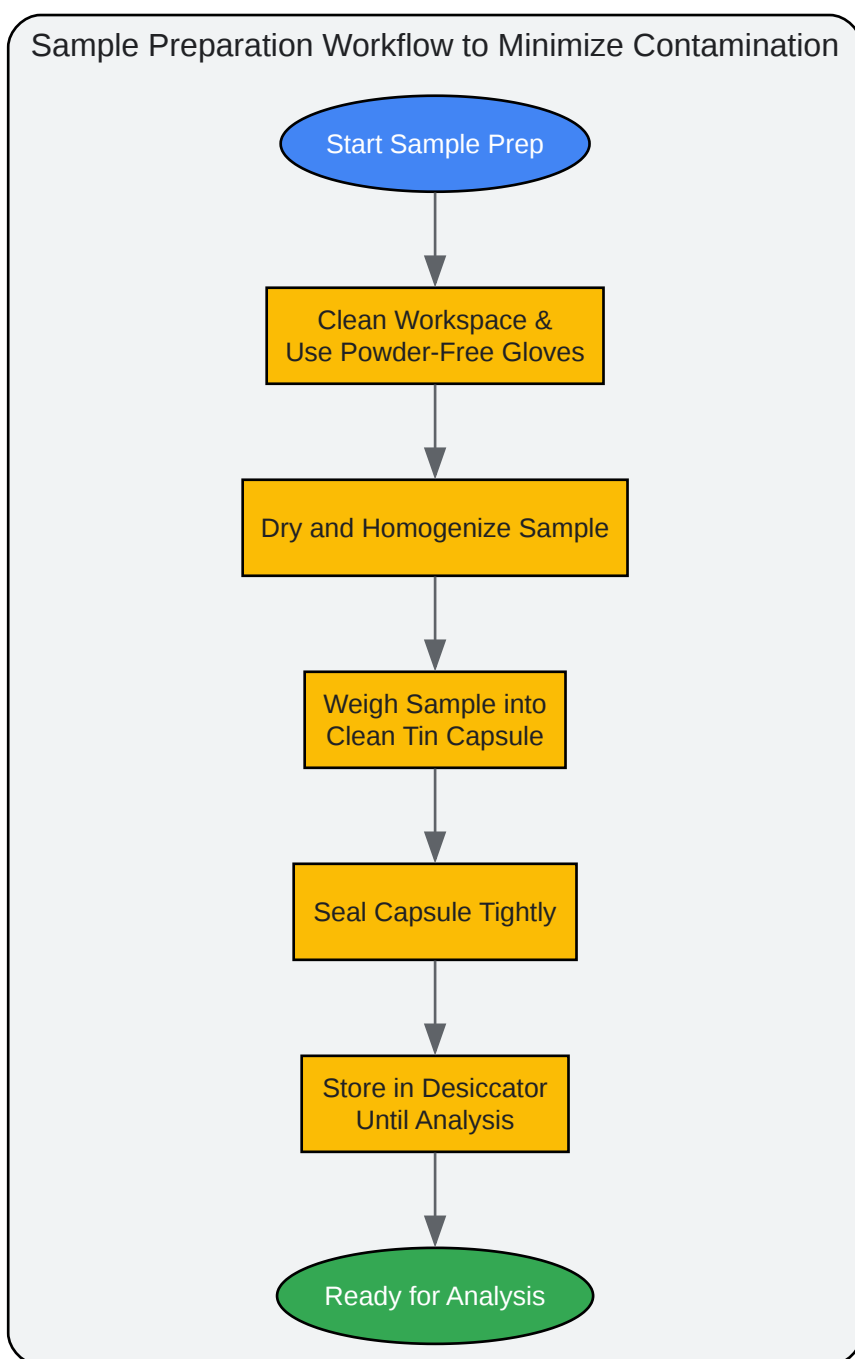 Sample Preparation Workflow to Minimize Contamination
Start Sample Prep
Clean Workspace &
Use Powder-Free Gloves
Dry and Homogenize Sample
Weigh Sample into
Clean Tin Capsule
Seal Capsule Tightly
Store in Desiccator
Until Analysis
Ready for Analysis